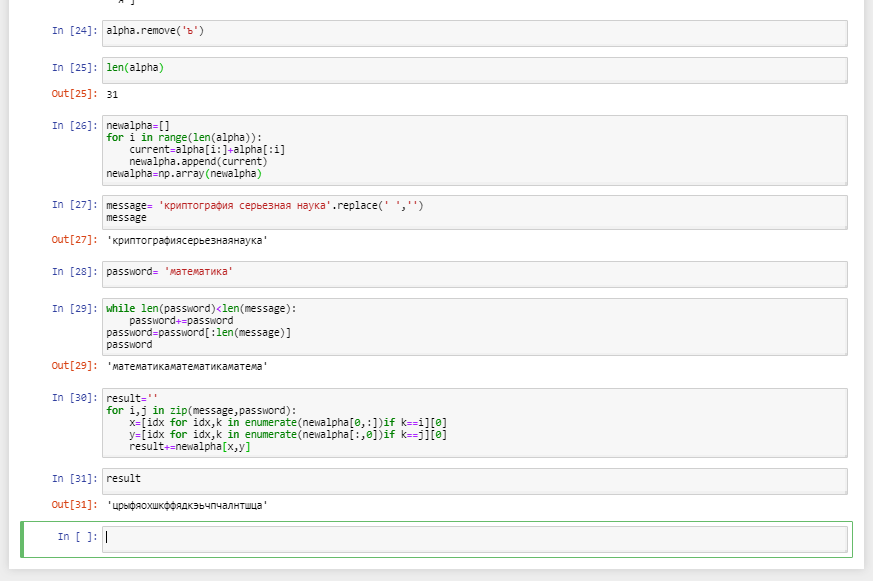 In [24]: alpha.remove('ъ')
In [25]: len(alpha)
Out[25]: 31
In [26]: newalpha=[]
for i in range(len(alpha)):
    current=alpha[i:]+alpha[:i]
    newalpha.append(current)
newalpha=np.array(newalpha)
In [27]: message= 'криптография серьезная наука'.replace(' ','')
message
Out[27]: 'криптографиясерьезнаянаука'
In [28]: password= 'математика'
In [29]: while len(password)<len(message):
    password+=password
password=password[:len(message)]
password
Out[29]: 'математикаматематикаматема'
In [30]: result=''
for i,j in zip(message,password):
    x=[idx for idx,k in enumerate(newalpha[0,:])if k==i][0]
    y=[idx for idx,k in enumerate(newalpha[:,0])if k==j][0]
    result+=newalpha[x,y]
In [31]: result
Out[31]: 'црыфяохшкффядкэьчпчалнтшца'
In [ ]: